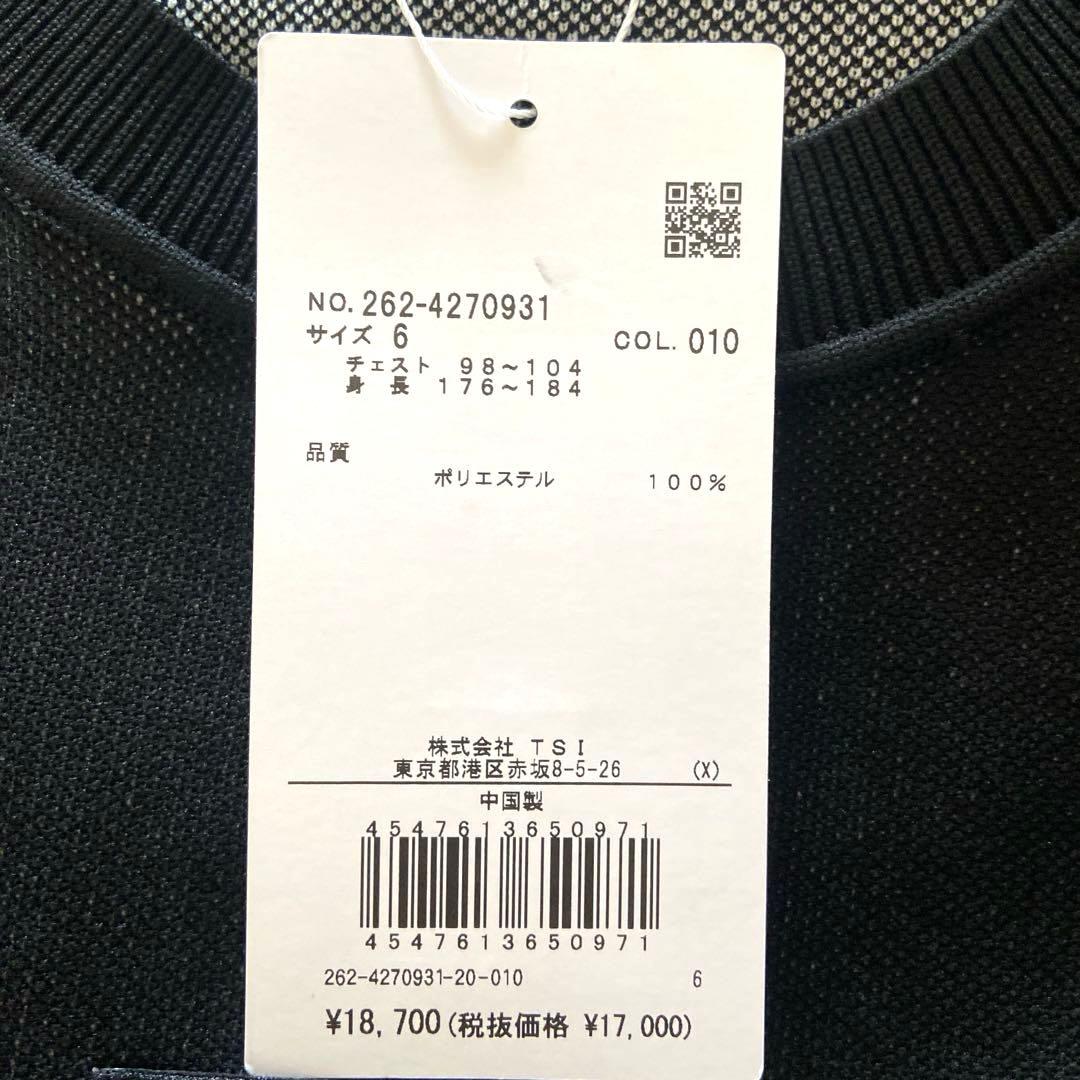 NO. 262-4270931
サイズ 6 COL. 010
チェスト 98～104
身長 176～184
品質
ポリエステル 100%
株式会社 TSI
東京都港区赤坂8-5-26 (X)
中国製
4547613650971
4547613650971
262-4270931-20-010 6
¥18,700(税抜価格 ¥17,000)